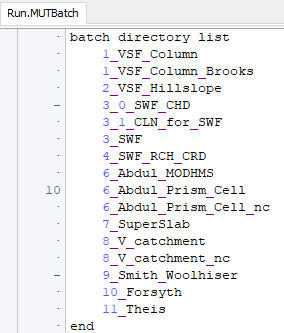 Run.MUTBatch
batch directory list
1_VSF_Column
1_VSF_Column_Brooks
2_VSF_Hillslope
3_0_SWF_CHD
3_1_CLN_for_SWF
3_SWF
4_SWF_RCH_CRD
6_Abdul_MODHMS
10 6_Abdul_Prism_Cell
6_Abdul_Prism_Cell_nc
7_SuperSlab
8_V_catchment
8_V_catchment_nc
9_Smith_Woolhiser
10_Forsyth
11_Theis
end